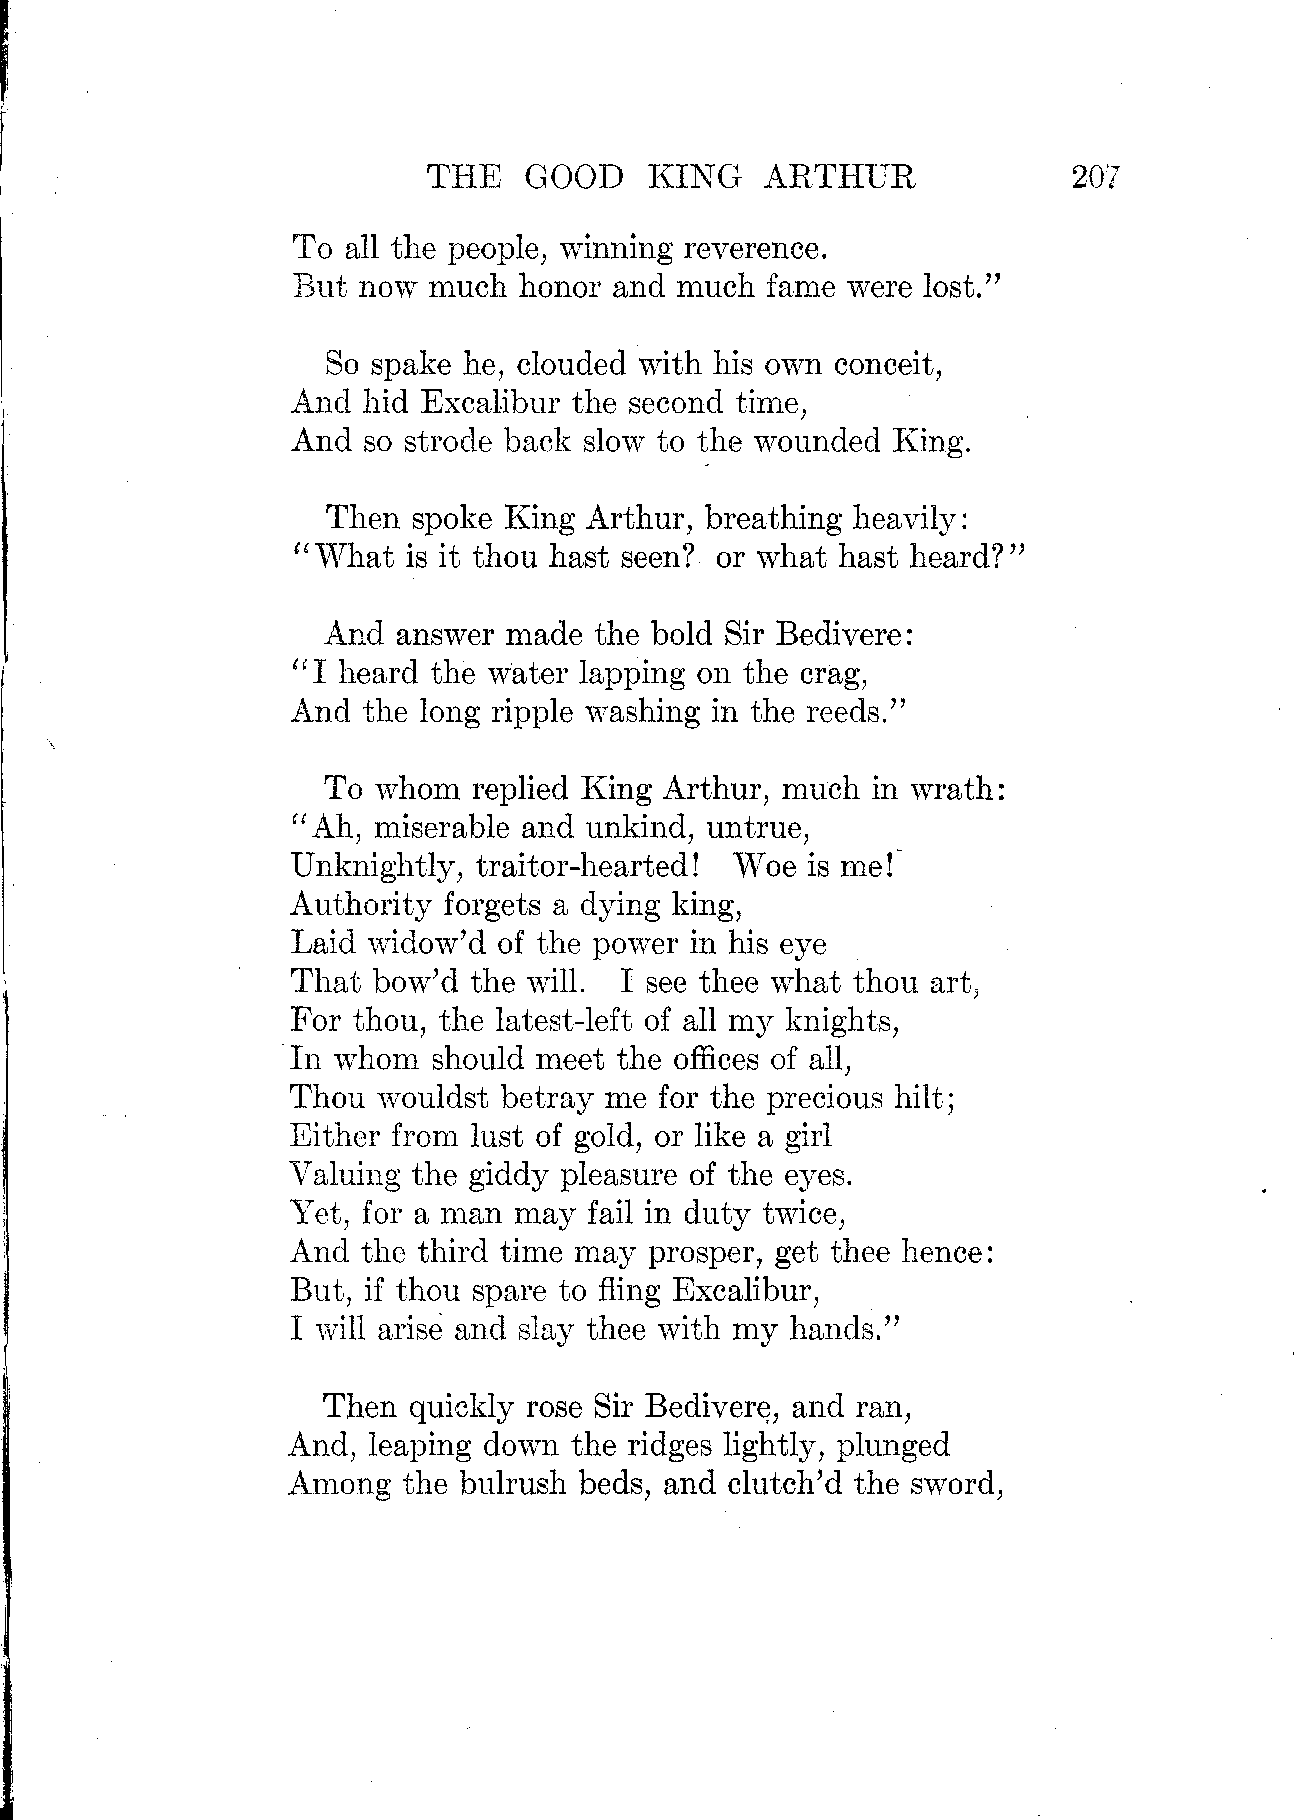 THE GOOD KING ARTHUR 207
To all the people, winning reverence.
But now much honor and much fame were lost.”
So spake he, clouded with his own conceit,
And hid Excalibur the second time,
And so strode back slow to the wounded King.
Then spoke King Arthur, breathing heavily:
“What is it thou hast seen? or what hast heard?”
And answer made the bold Sir Bedivere:
“I heard the water lapping on the crag,
And the long ripple washing in the reeds.”
To whom replied King Arthur, much in wrath:
“Ah, miserable and unkind, untrue,
Unknightly, traitor-hearted! Woe is me!
Authority forgets a dying king,
Laid widow’d of the power in his eye
That bow’d the will. I see thee what thou art,
For thou, the latest-left of all my knights,
In whom should meet the offices of all,
Thou wouldst betray me for the precious hilt;
Either from lust of gold, or like a girl
Valuing the giddy pleasure of the eyes.
Yet, for a man may fail in duty twice,
And the third time may prosper, get thee hence:
But, if thou spare to fling Excalibur,
I will arise and slay thee with my hands.”
Then quickly rose Sir Bedivere, and ran,
And, leaping down the ridges lightly, plunged
Among the bulrush beds, and clutch’d the sword,